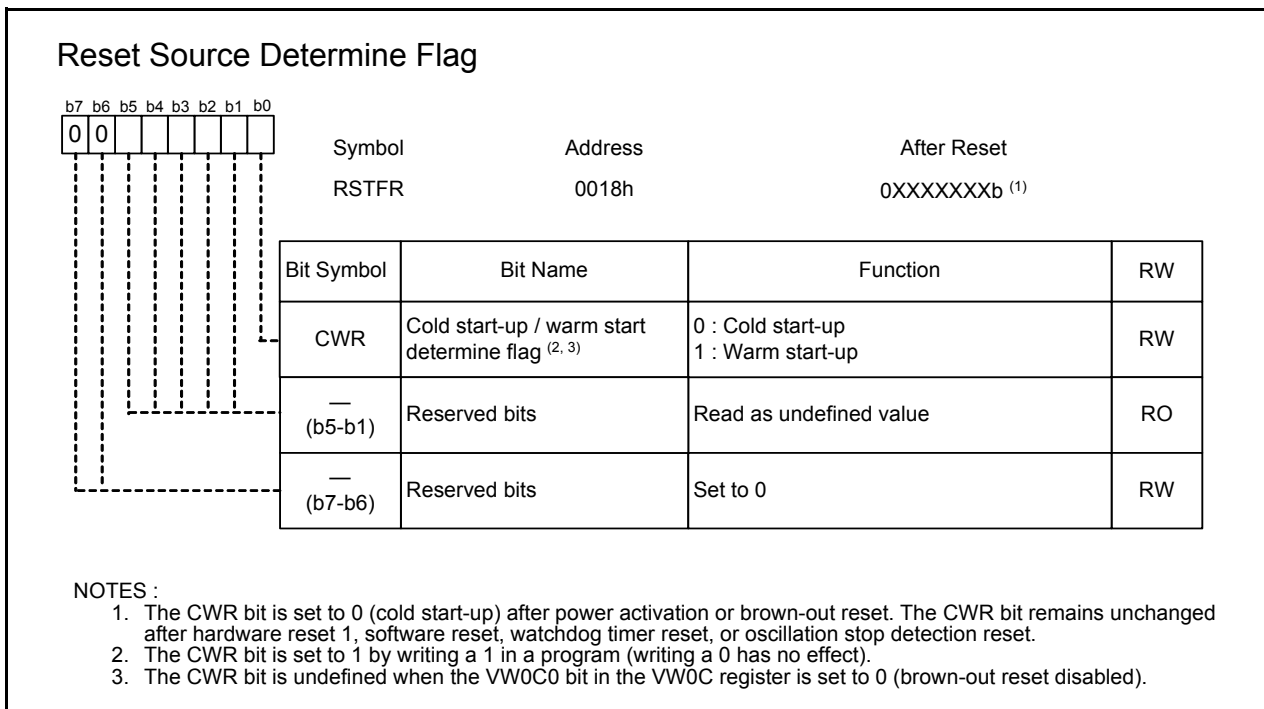 Reset Source Determine Flag
b7 b6 b5 b4 b3 b2 b1 b0
0 0
Symbol Address After Reset
RSTFR 0018h 0XXXXXXXb (1)
Bit Symbol Bit Name Function RW
CWR Cold start-up / warm start determine flag (2, 3) 0 : Cold start-up 1 : Warm start-up RW
— (b5-b1) Reserved bits Read as undefined value RO
— (b7-b6) Reserved bits Set to 0 RW
NOTES :
1. The CWR bit is set to 0 (cold start-up) after power activation or brown-out reset. The CWR bit remains unchanged
after hardware reset 1, software reset, watchdog timer reset, or oscillation stop detection reset.
2. The CWR bit is set to 1 by writing a 1 in a program (writing a 0 has no effect).
3. The CWR bit is undefined when the VW0C0 bit in the VW0C register is set to 0 (brown-out reset disabled).